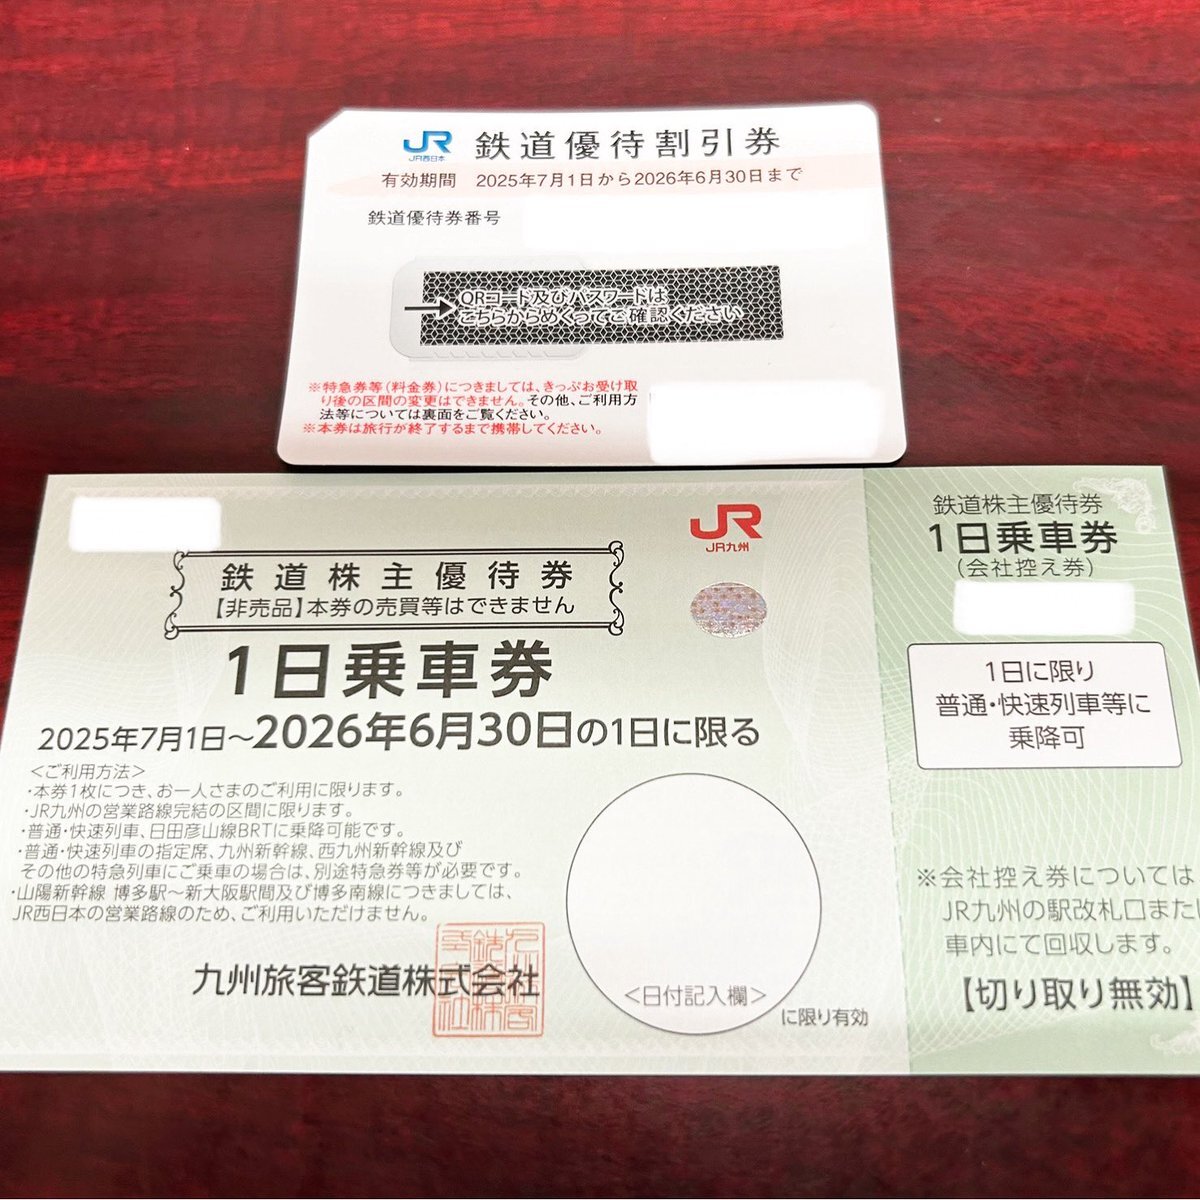 JR
JR西日本
鉄道優待割引券
有効期間 2025年7月1日から2026年6月30日まで
鉄道優待券番号
QRコード及びパスワードは
こちらからめくってご確認ください
※特急券等(料金券)につきましては、きっぷお受け取
り後の区間の変更はできません。その他、ご利用方
法等については裏面をご覧ください。
※本券は旅行が終了するまで携帯してください。
JR
JR九州
鉄道株主優待券
【非売品】本券の売買等はできません
1日乗車券
2025年7月1日～2026年6月30日の1日に限る
＜ご利用方法＞
・本券1枚につき、お一人さまのご利用に限ります。
・JR九州の営業路線完結の区間に限ります。
・普通・快速列車、日田彦山線BRTに乗降可能です。
・普通・快速列車の指定席、九州新幹線、西九州新幹線及び
その他の特急列車にご乗車の場合は、別途特急券等が必要です。
・山陽新幹線 博多駅～新大阪駅間及び博多南線につきましては、
JR西日本の営業路線のため、ご利用いただけません。
九州旅客鉄道株式会社
＜日付記入欄＞
に限り有効
鉄道株主優待券
1日乗車券
(会社控え券)
1日に限り
普通・快速列車等に
乗降可
※会社控え券については
JR九州の駅改札口また
車内にて回収します。
【切り取り無効】